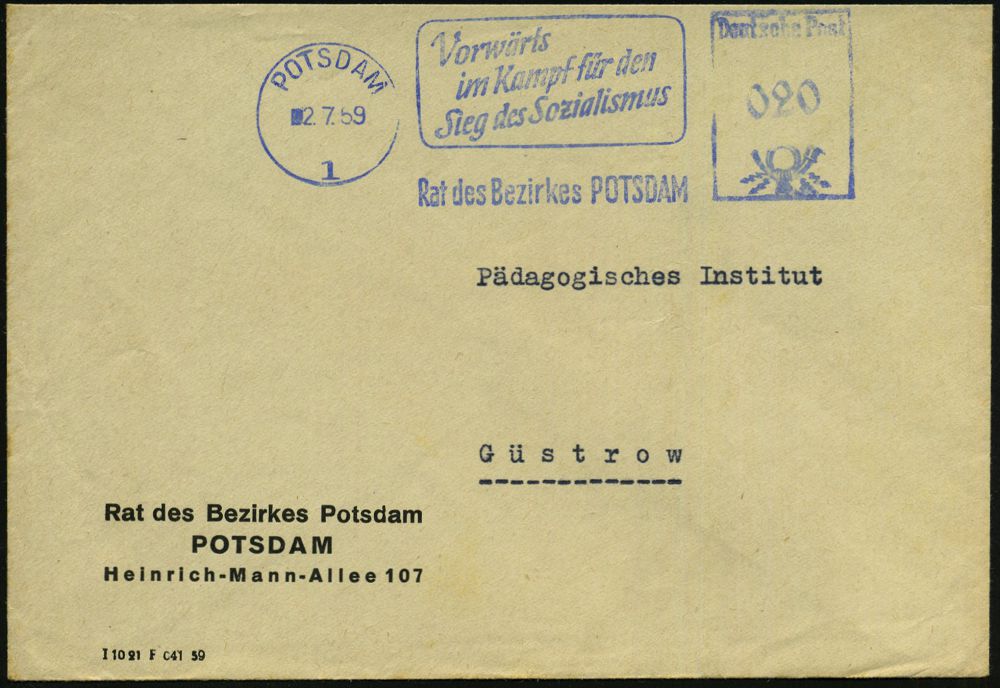 POTSDAM
2.7.59
1
Vorwärts
im Kampf für den
Sieg des Sozialismus
Rat des Bezirkes POTSDAM
Deutsche Post
020
Pädagogisches Institut
Güstrow
Rat des Bezirkes Potsdam
POTSDAM
Heinrich-Mann-Allee 107
I 10 21 F C41 59